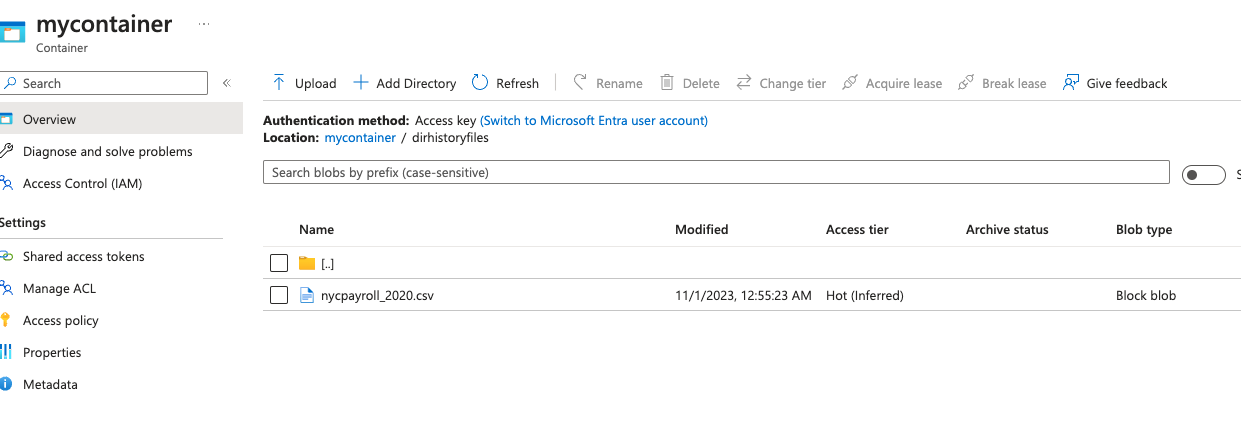 mycontainer ...
Container
Search «
Overview
Diagnose and solve problems
Access Control (IAM)
Settings
Shared access tokens
Manage ACL
Access policy
Properties
Metadata
Upload Add Directory Refresh Rename Delete Change tier Acquire lease Break lease Give feedback
Authentication method: Access key (Switch to Microsoft Entra user account)
Location: mycontainer / dirhistoryfiles
Search blobs by prefix (case-sensitive)
Name Modified Access tier Archive status Blob type
[..]
nycpayroll_2020.csv 11/1/2023, 12:55:23 AM Hot (Inferred) Block blob